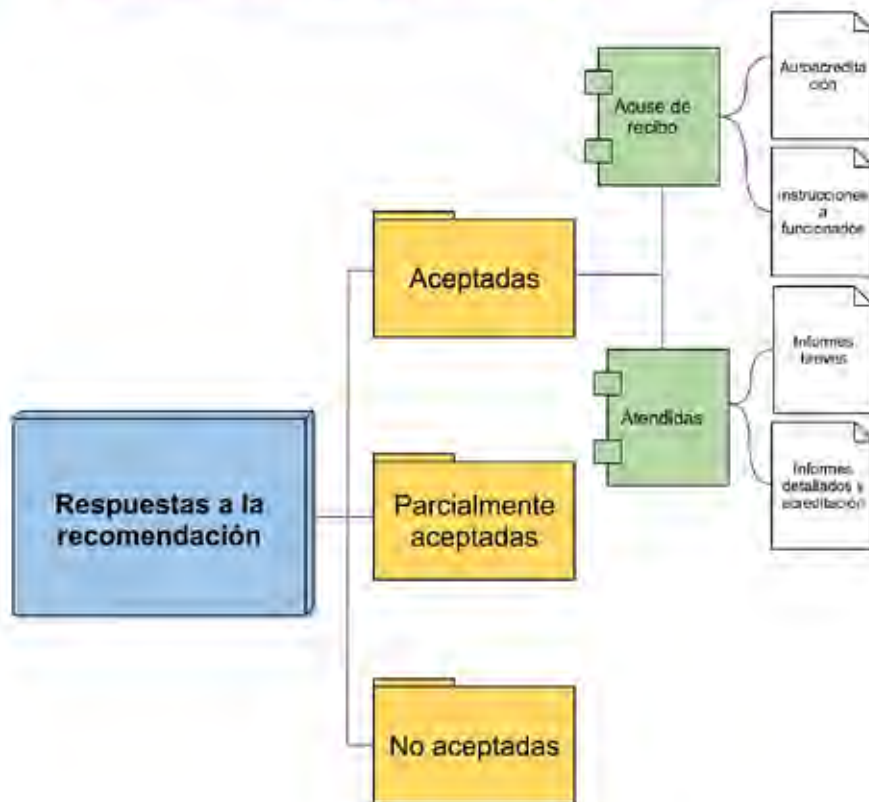 Acuse de
recibo
Autoacredita
ción
Instrucciones
a
funcionados
Aceptadas
Informes
breves
Atendidas
Informes
detallados y
acreditación
Respuestas a la
recomendación
Parcialmente
aceptadas
No aceptadas